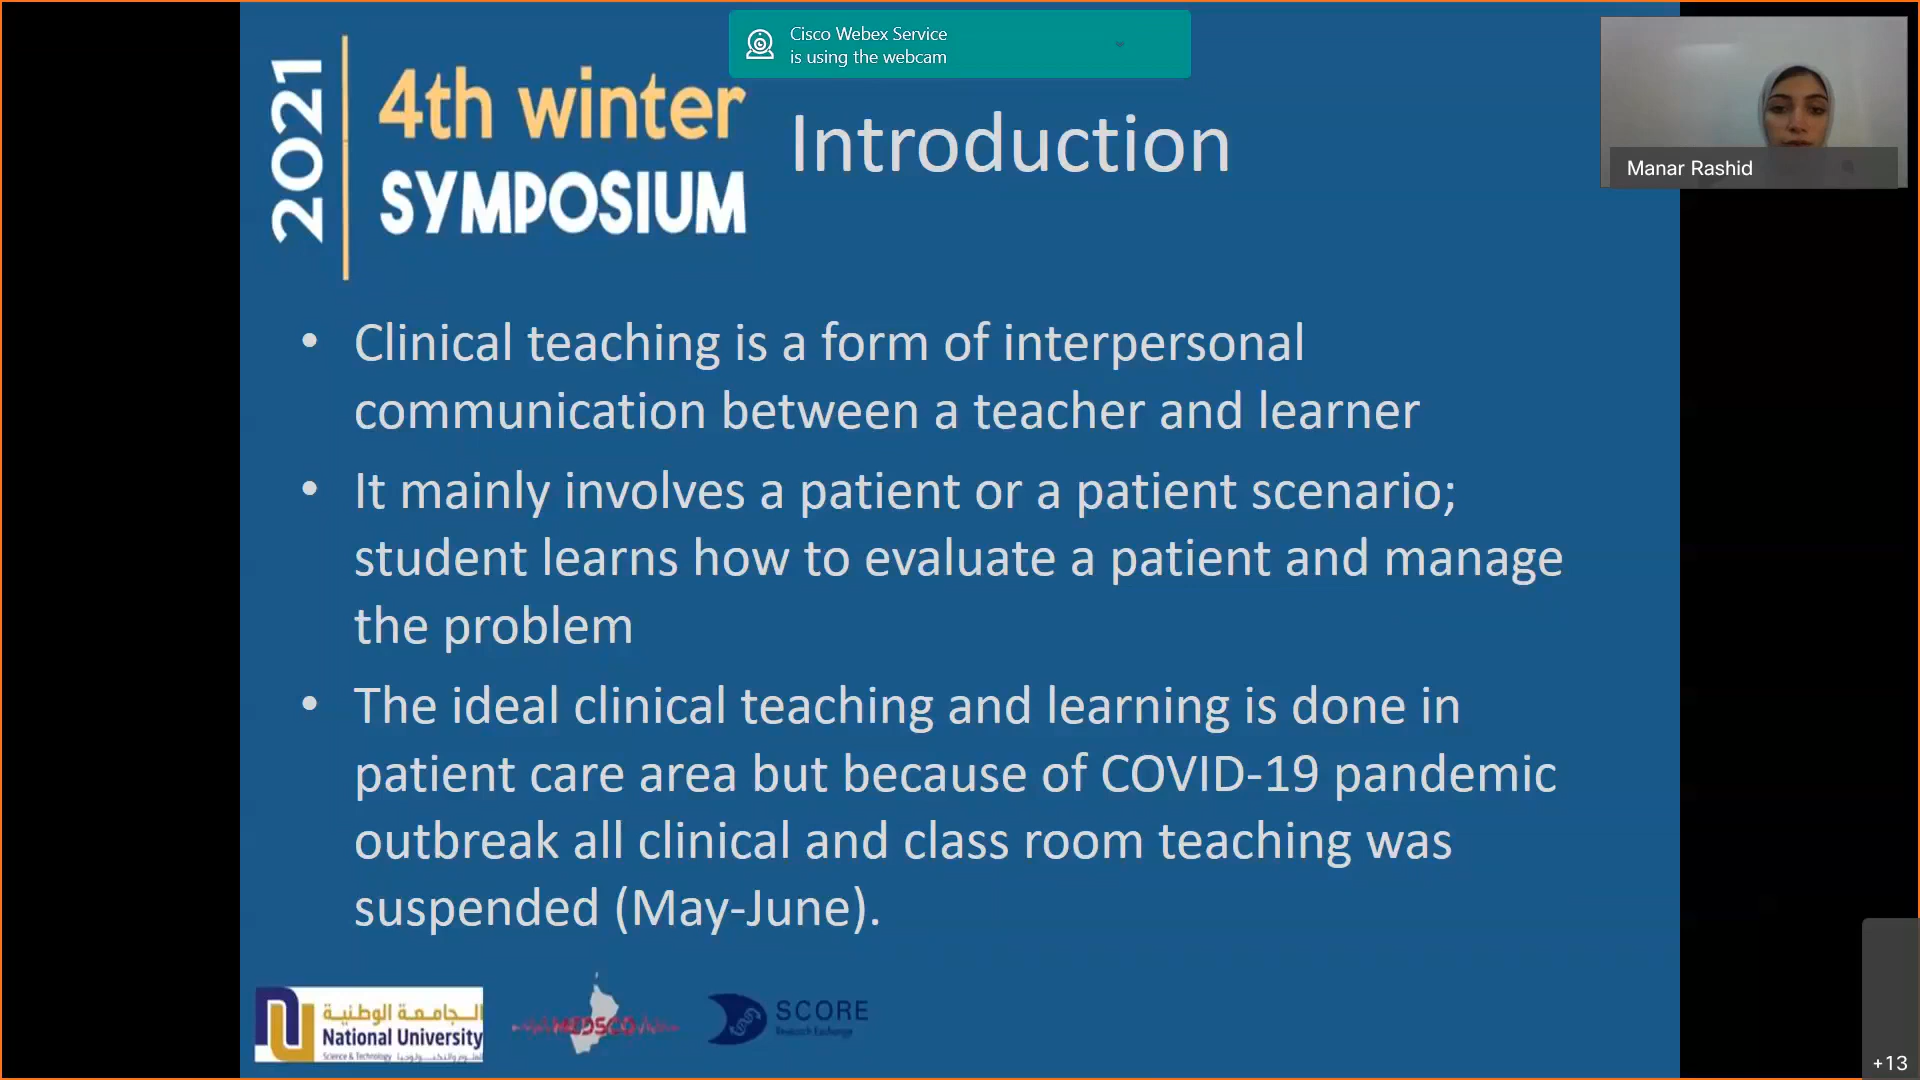 Cisco Webex Service
is using the webcam
2021
4th winter
SYMPOSIUM
Introduction
Manar Rashid
• Clinical teaching is a form of interpersonal
communication between a teacher and learner
• It mainly involves a patient or a patient scenario;
student learns how to evaluate a patient and manage
the problem
• The ideal clinical teaching and learning is done in
patient care area but because of COVID-19 pandemic
outbreak all clinical and class room teaching was
suspended (May-June).
الجامعة الوطنية
National University
Science & Technology للعلوم والتكنولوجيا
MEDSCO
SCORE
Research Exchange
+13